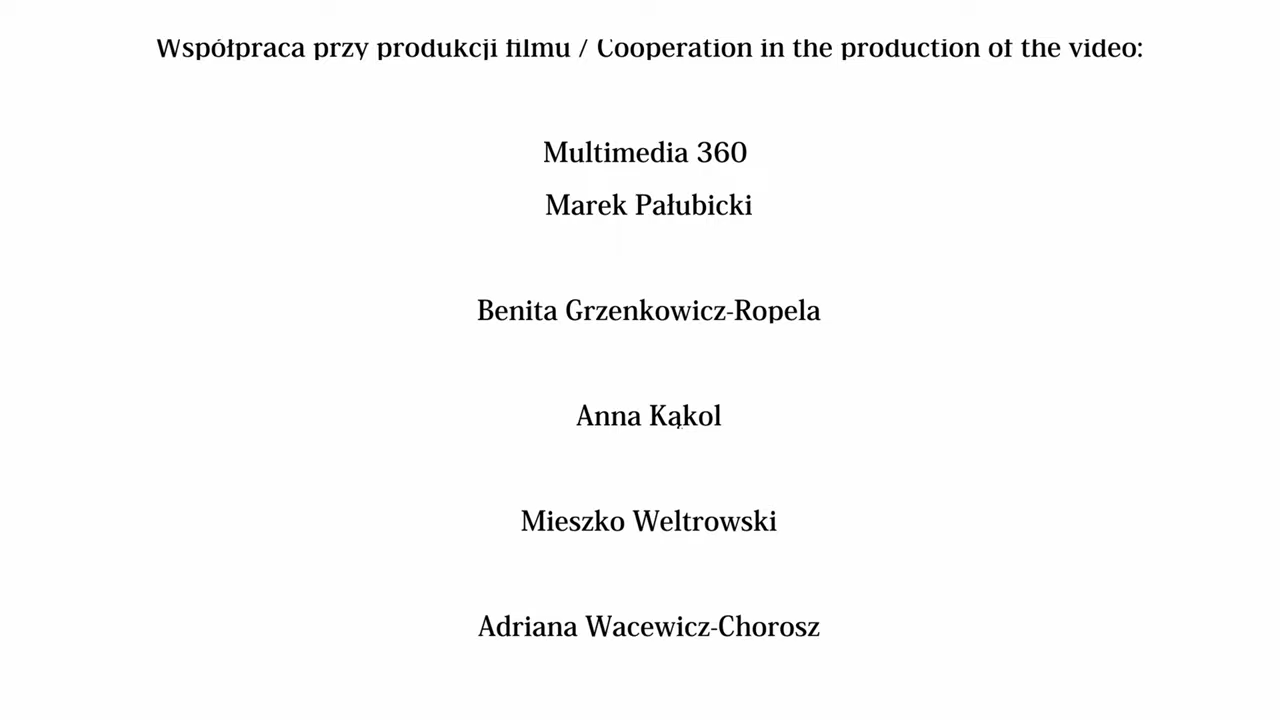 Współpraca przy produkcji filmu / Cooperation in the production of the video:
Multimedia 360
Marek Pałubicki
Benita Grzenkowicz-Ropela
Anna Kąkol
Mieszko Weltrowski
Adriana Wacewicz-Chorosz